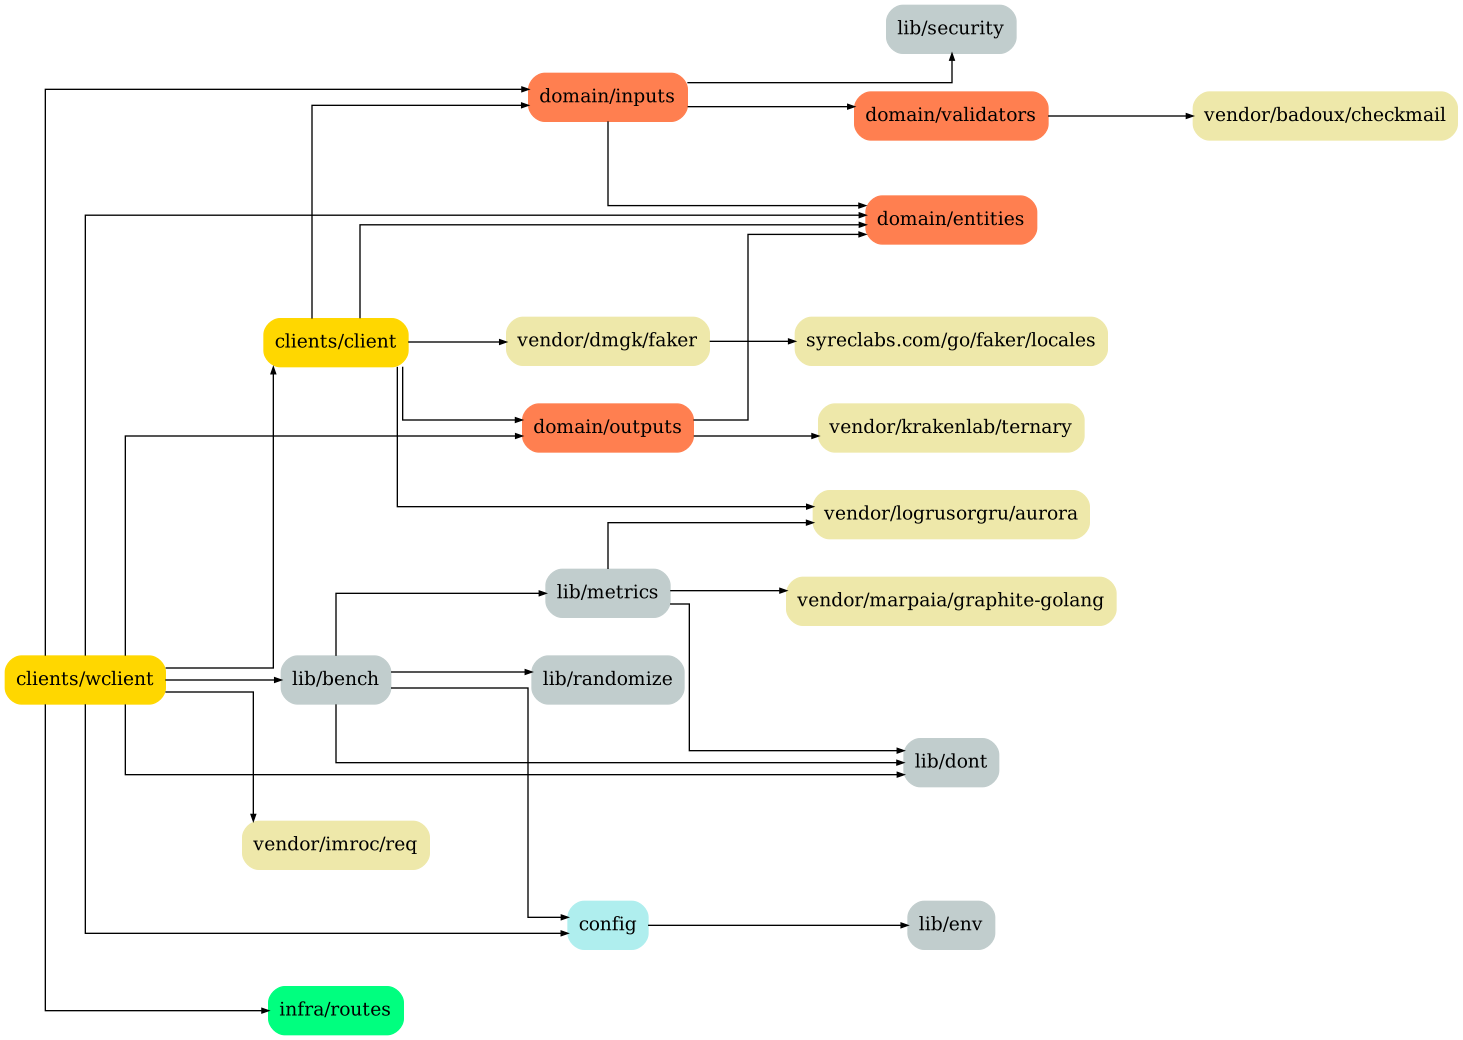 lib/security
domain/inputs
domain/validators
vendor/badoux/checkmail
domain/entities
clients/client
vendor/dmgk/faker
syreclabs.com/go/faker/locales
domain/outputs
vendor/krakenlab/ternary
vendor/logrusorgru/aurora
lib/metrics
vendor/marpaia/graphite-golang
clients/wclient
lib/bench
lib/randomize
lib/dont
vendor/imroc/req
config
lib/env
infra/routes